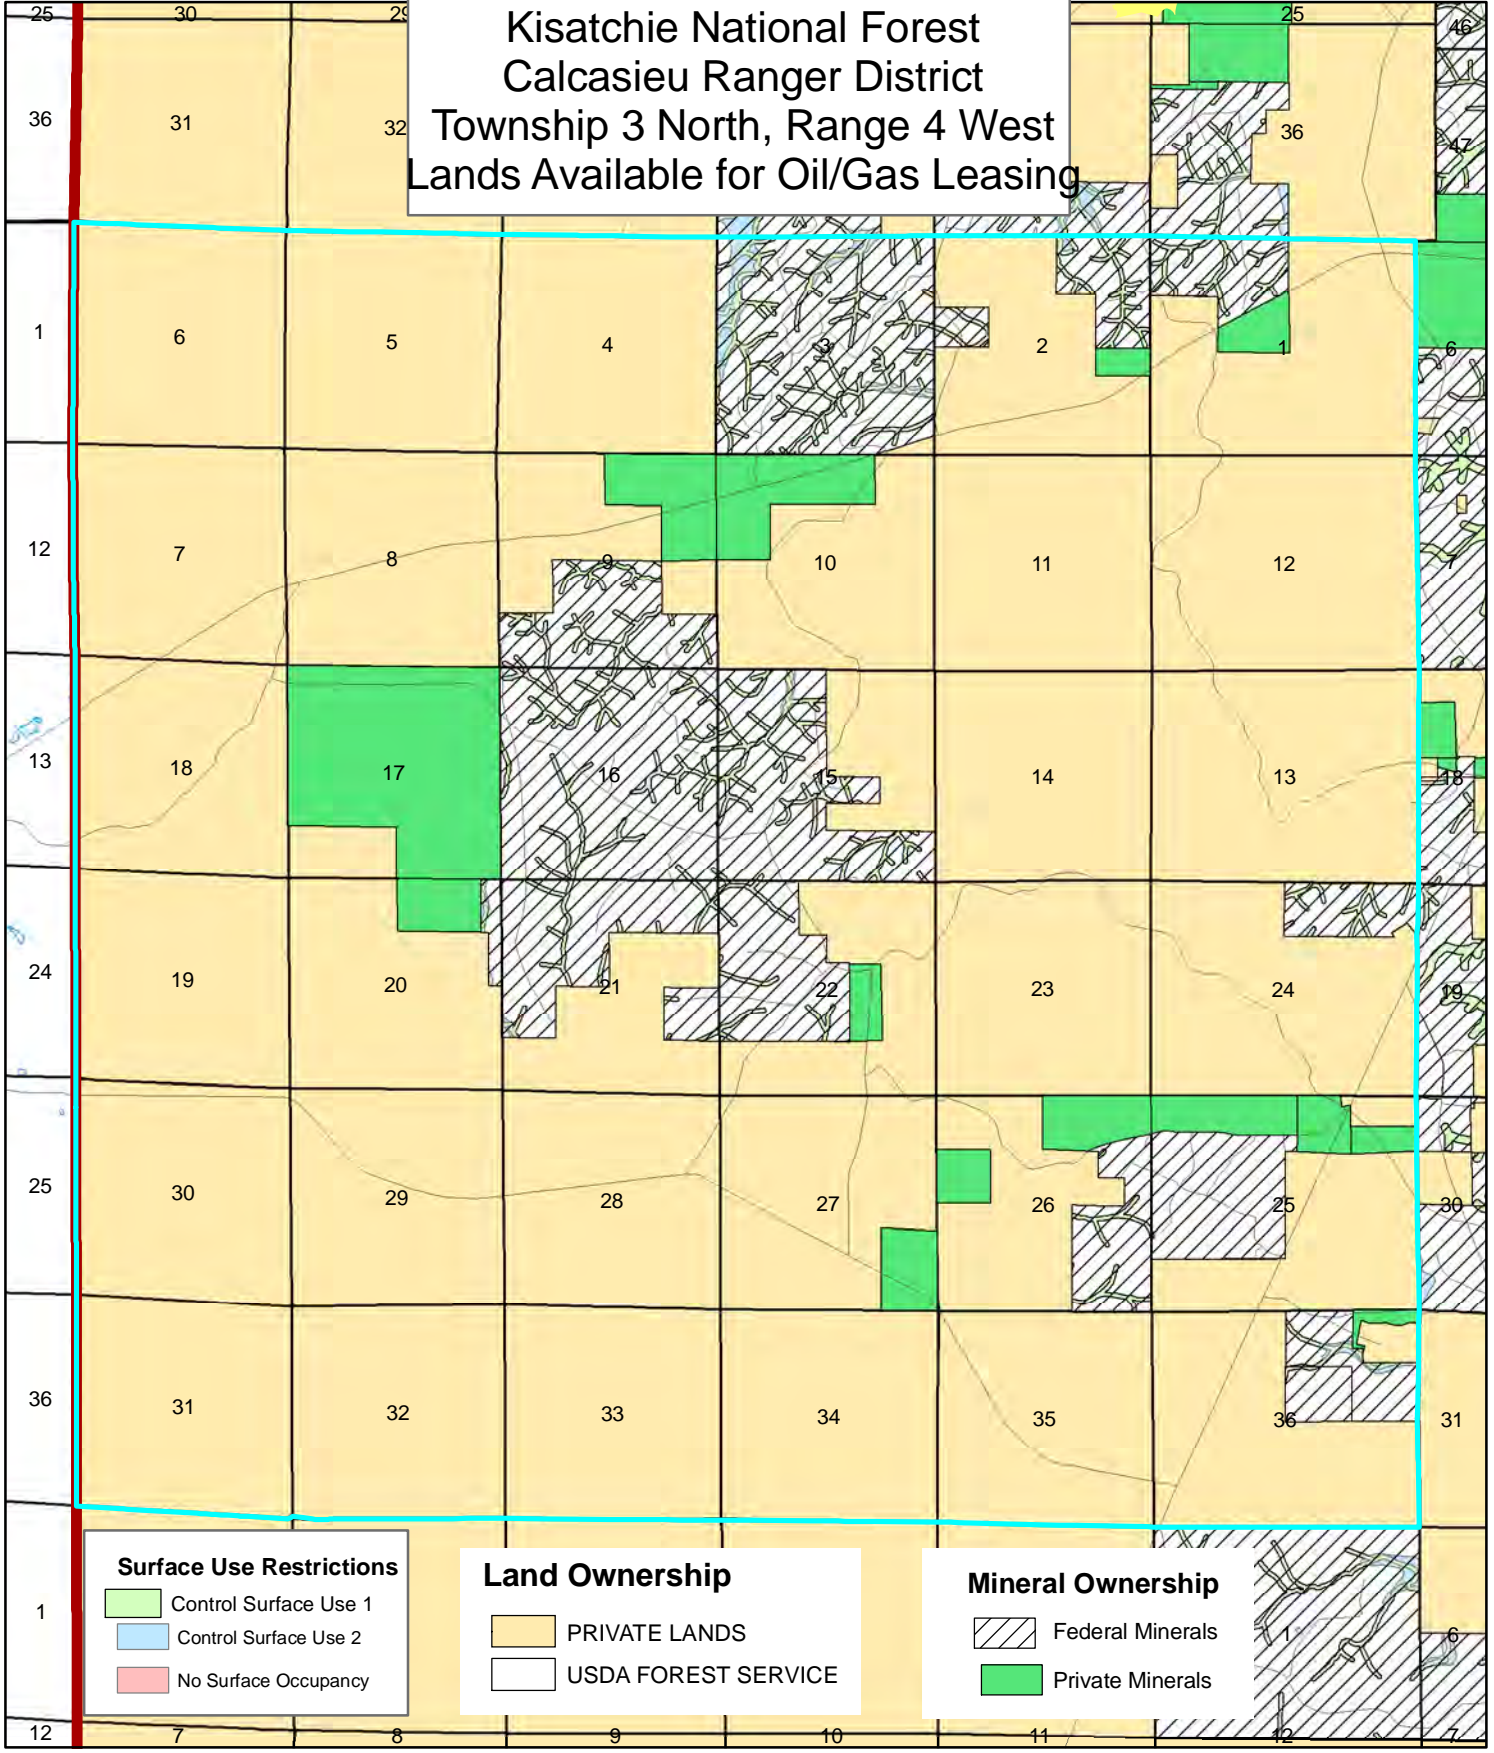 Kisatchie National Forest
Calcasieu Ranger District
Township 3 North, Range 4 West
Lands Available for Oil/Gas Leasing
25 30 29 25 46
36 31 32 36 47
1 6 5 4 3 2 1 6
12 7 8 9 10 11 12 7
13 18 17 16 15 14 13 18
24 19 20 21 22 23 24 19
25 30 29 28 27 26 25 30
36 31 32 33 34 35 36 31
1 1 6
12 7 8 9 10 11 12 7
Surface Use Restrictions
Control Surface Use 1
Control Surface Use 2
No Surface Occupancy
Land Ownership
PRIVATE LANDS
USDA FOREST SERVICE
Mineral Ownership
Federal Minerals
Private Minerals